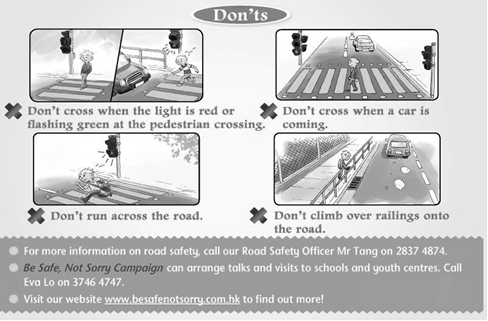 Don'ts
Don't cross when the light is red or
flashing green at the pedestrian crossing.
Don't cross when a car is
coming.
Don't run across the road.
Don't climb over railings onto
the road.
For more information on road safety, call our Road Safety Officer Mr Tang on 2837 4874.
Be Safe, Not Sorry Campaign can arrange talks and visits to schools and youth centres. Call
Eva Lo on 3746 4747.
Visit our website www.besafenotsorry.com.hk to find out more!